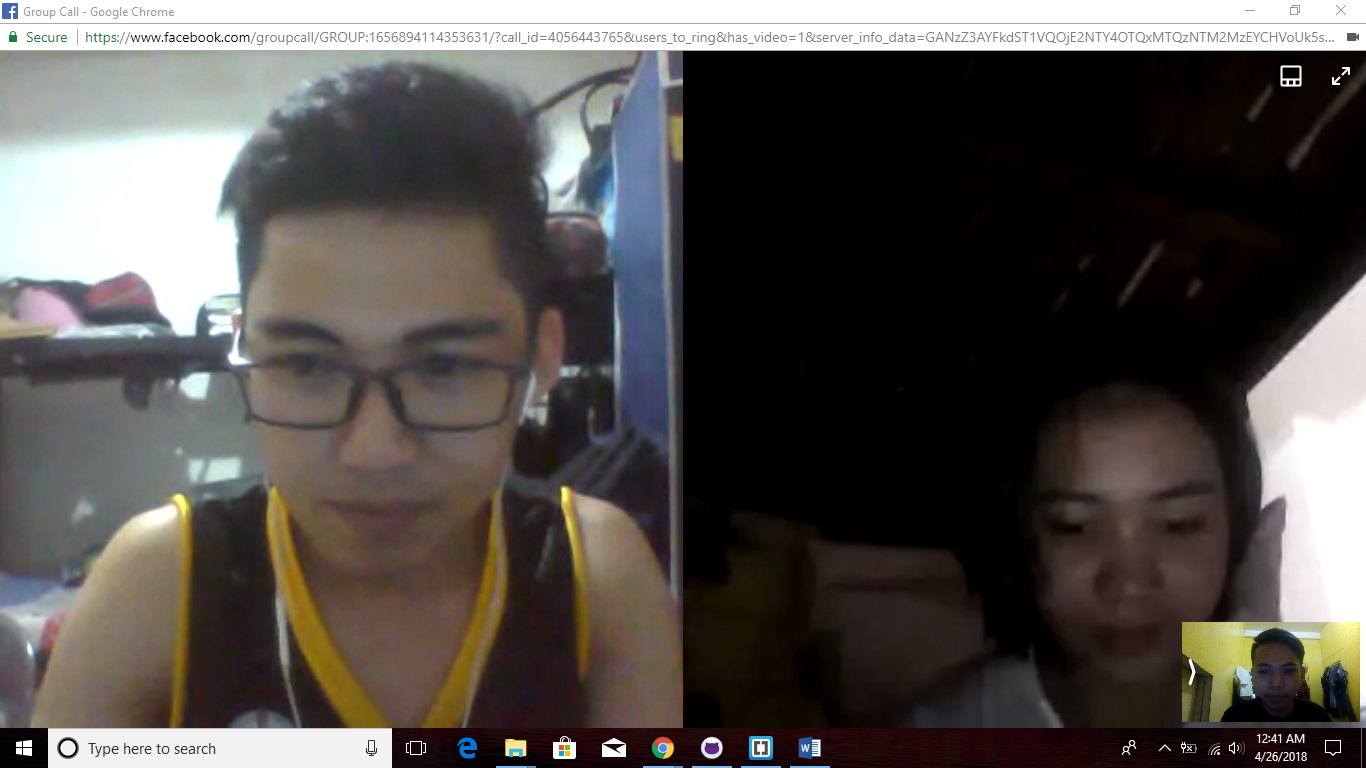 Group Call - Google Chrome
Secure
https://www.facebook.com/groupcall/GROUP:1656894114353631/?call_id=4056443765&users_to_ring&has_video=1&server_info_data=GANzZ3AYFkdST1VQOjE2NTY4OTQxMTQzNTM2MzEYCHVoUk5s...
Type here to search
12:41 AM
4/26/2018